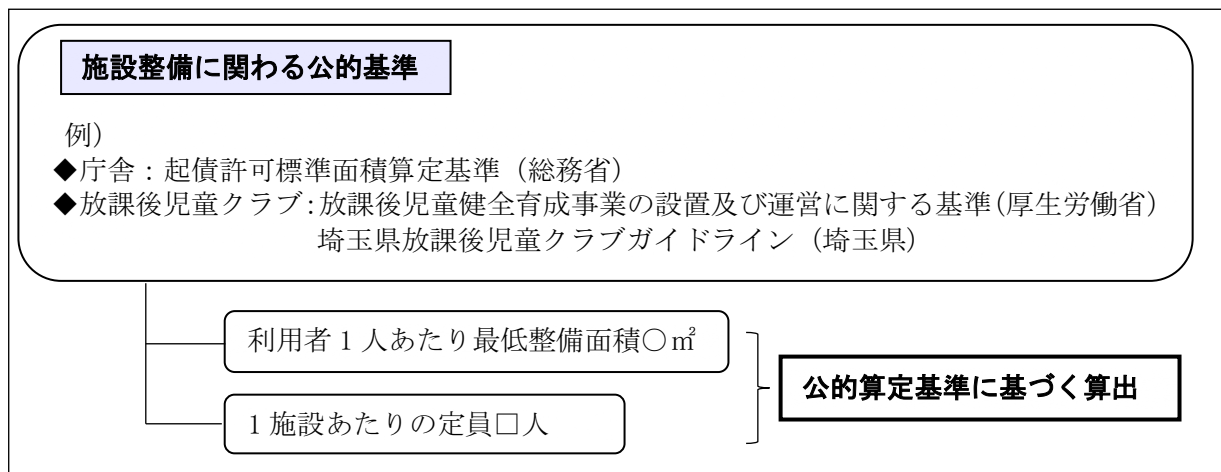 施設整備に関わる公的基準
例）
◆庁舎：起債許可標準面積算定基準（総務省）
◆放課後児童クラブ：放課後児童健全育成事業の設置及び運営に関する基準（厚生労働省）
埼玉県放課後児童クラブガイドライン（埼玉県）
利用者１人あたり最低整備面積○㎡
公的算定基準に基づく算出
１施設あたりの定員□人